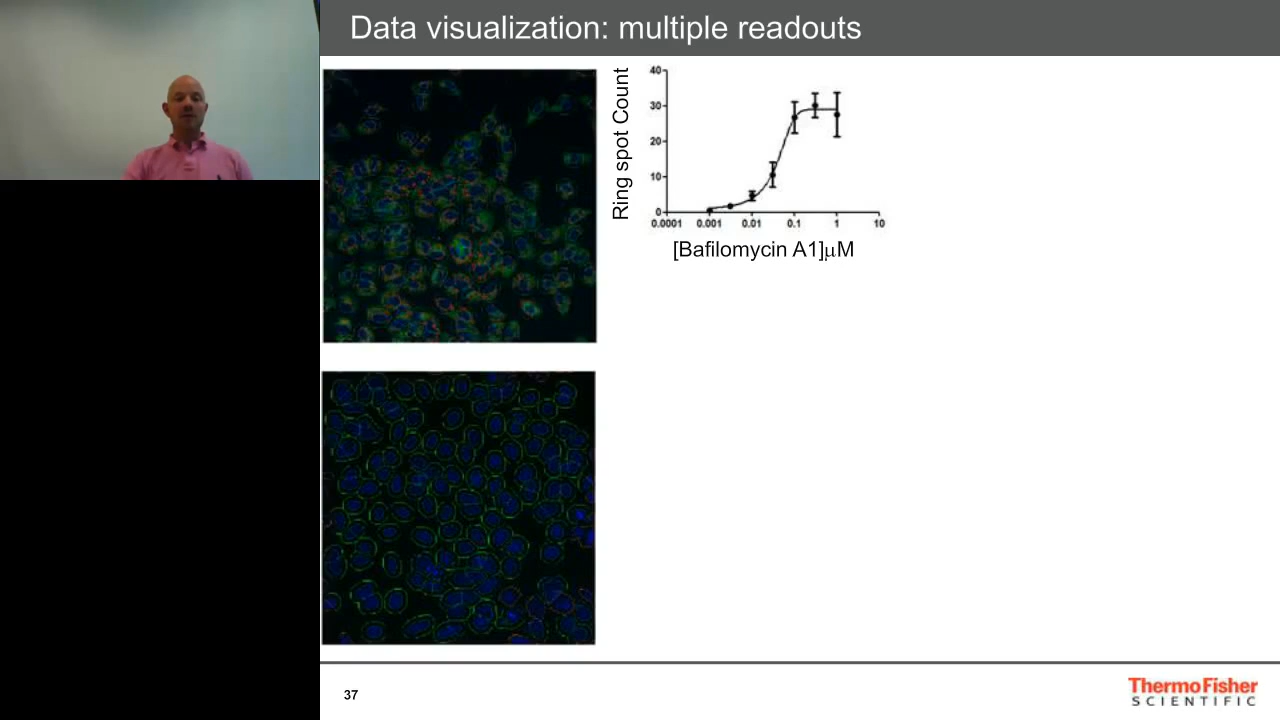 Data visualization: multiple readouts
Ring spot Count
40
30
20
10
0
0.0001 0.001 0.01 0.1 1 10
[Bafilomycin A1]µM
37
ThermoFisher
SCIENTIFIC